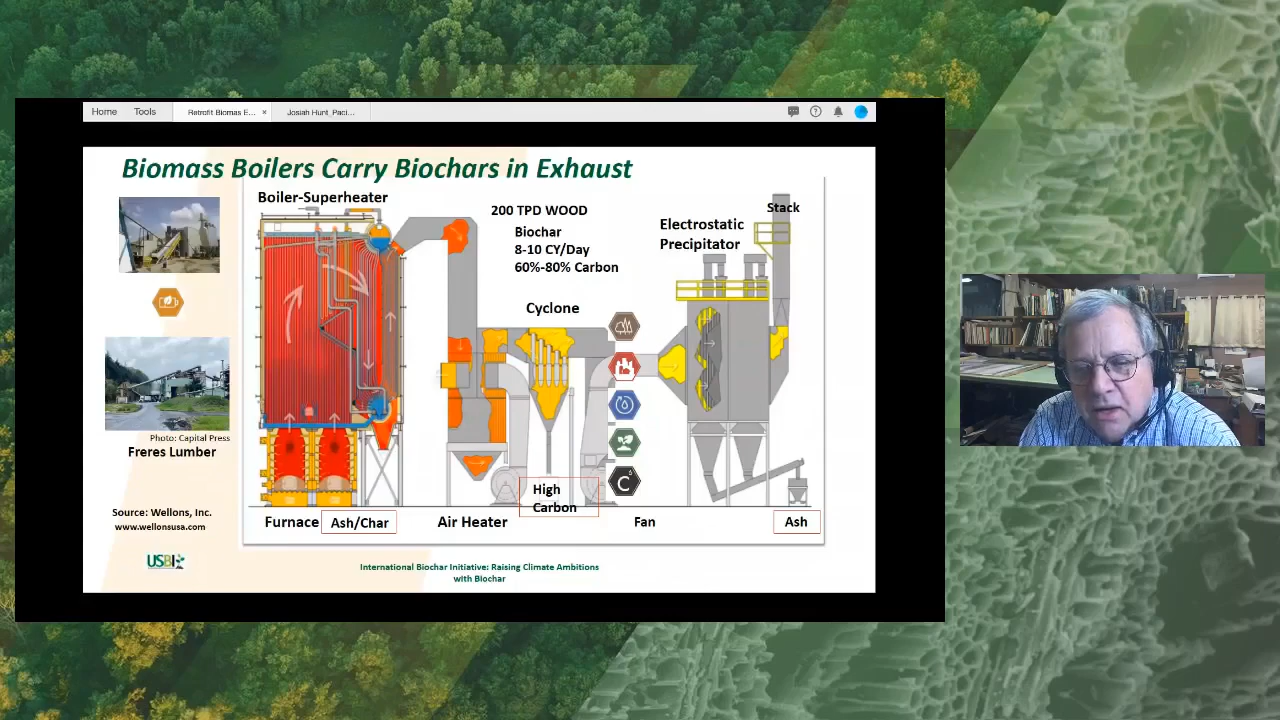 Home Tools Retrofit Biomas E... × Josiah Hunt_Paci...
Biomass Boilers Carry Biochars in Exhaust
Boiler-Superheater
200 TPD WOOD
Biochar
8-10 CY/Day
60%-80% Carbon
Electrostatic
Precipitator
Stack
Cyclone
Photo: Capital Press
Freres Lumber
High
Carbon
C
Source: Wellons, Inc.
www.wellonsusa.com
Furnace Ash/Char Air Heater Fan Ash
USBI
International Biochar Initiative: Raising Climate Ambitions
with Biochar